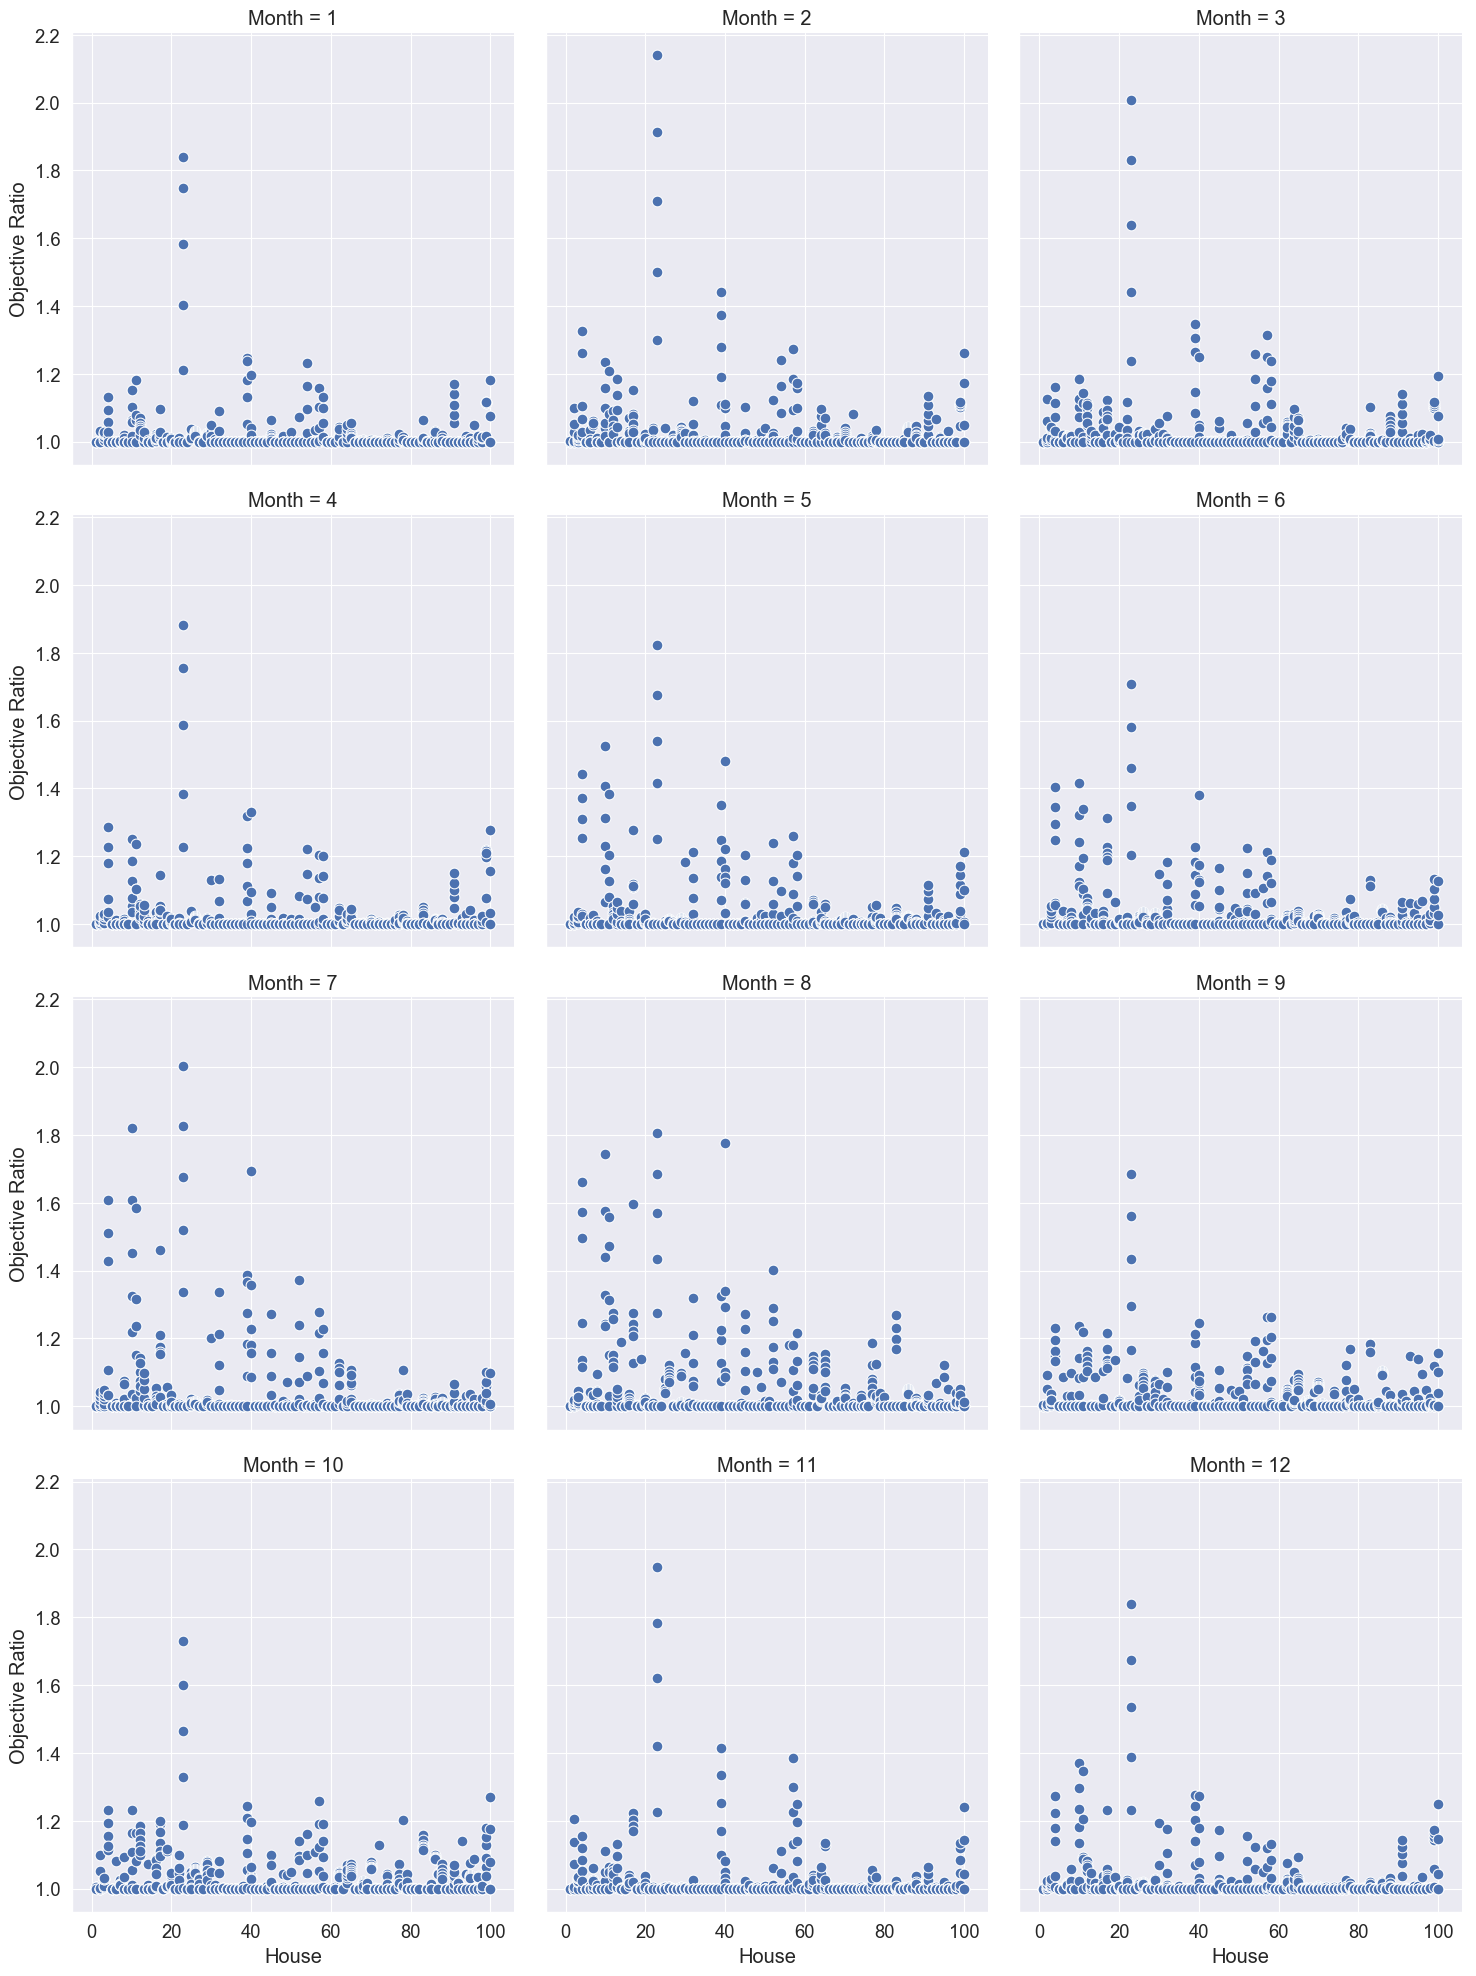 Month = 1 Month = 2 Month = 3
2.2
2.0
1.8
1.6
1.4
1.2
1.0
Objective Ratio
Month = 4 Month = 5 Month = 6
2.2
2.0
1.8
1.6
1.4
1.2
1.0
Objective Ratio
Month = 7 Month = 8 Month = 9
2.2
2.0
1.8
1.6
1.4
1.2
1.0
Objective Ratio
Month = 10 Month = 11 Month = 12
2.2
2.0
1.8
1.6
1.4
1.2
1.0
Objective Ratio
0 20 40 60 80 100 0 20 40 60 80 100 0 20 40 60 80 100
House House House